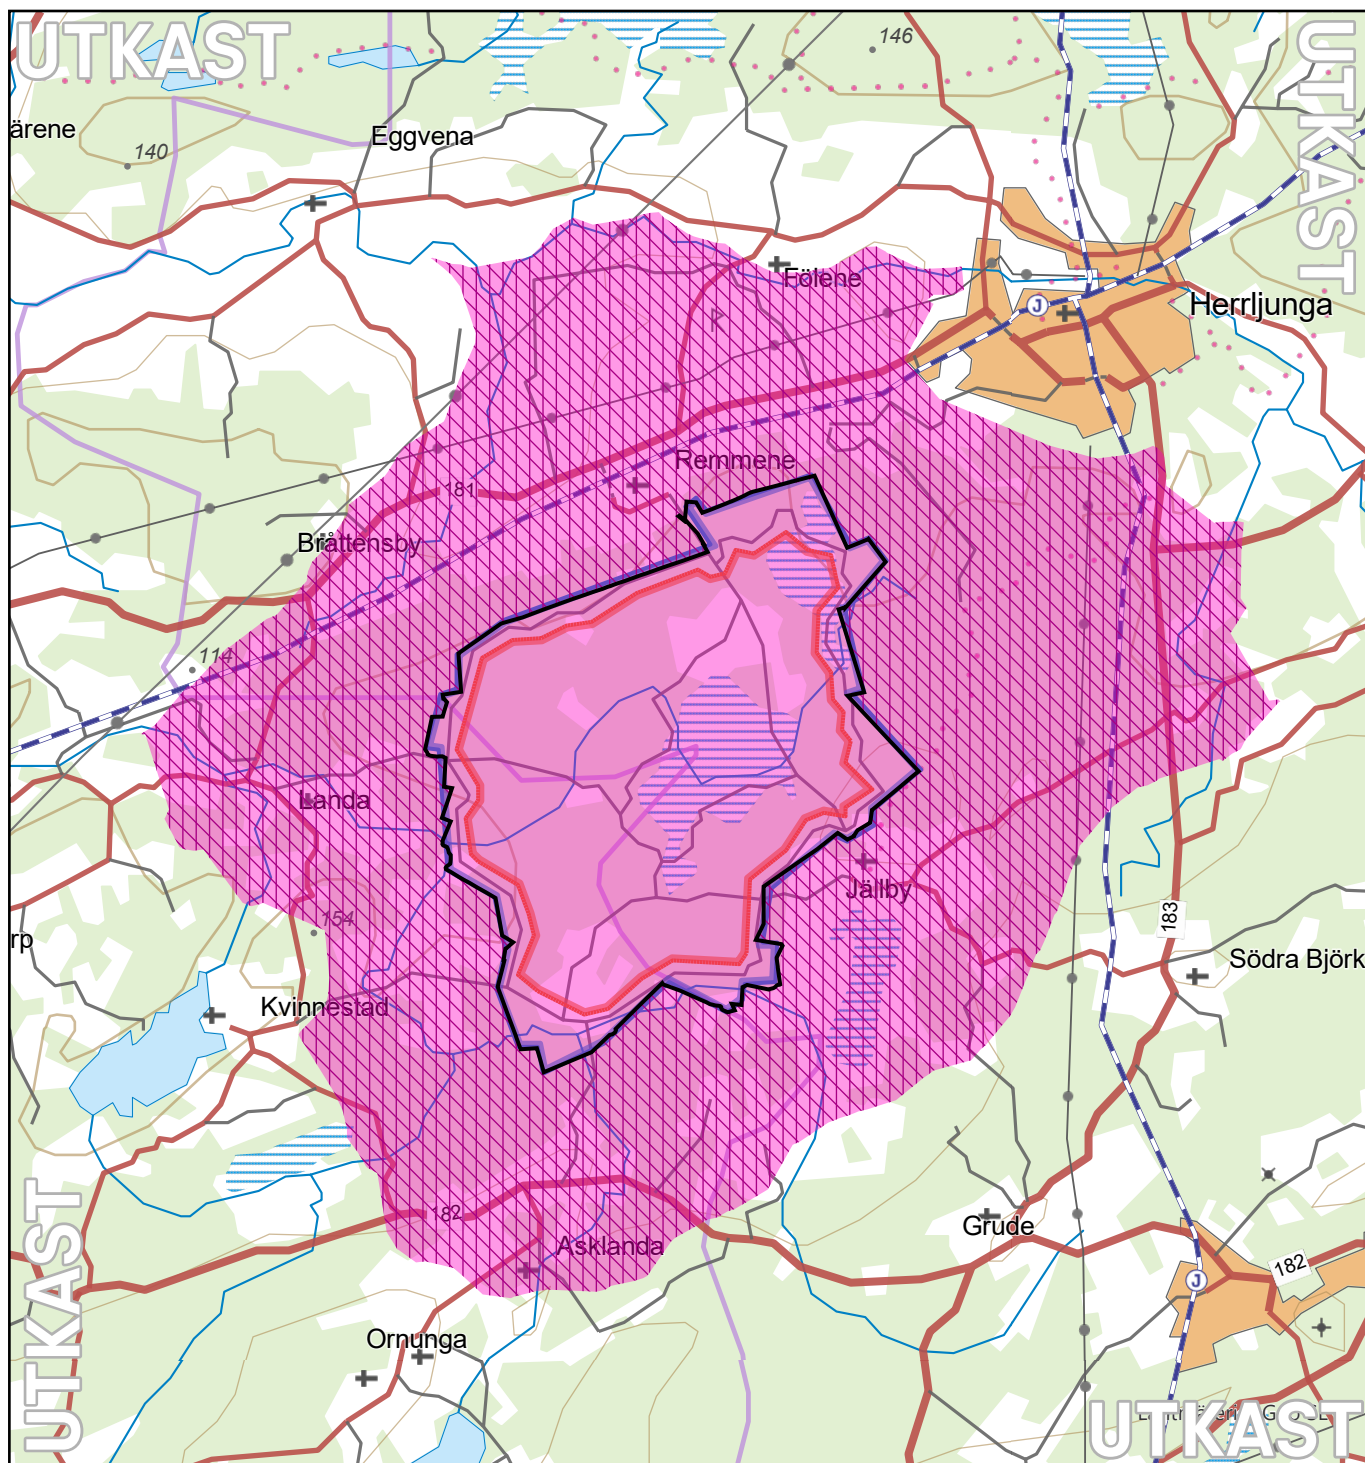 UTKAST
UTKAST
146
ärene
Eggvena
140
Fölene
J
Herrljunga
Remmene
181
Bråttensby
114
Landa
Jällby
154
183
rp
Södra Björk
Kvinnestad
182
Grude
Asklanda
182
J
UTKAST
Ornunga
UTKAST